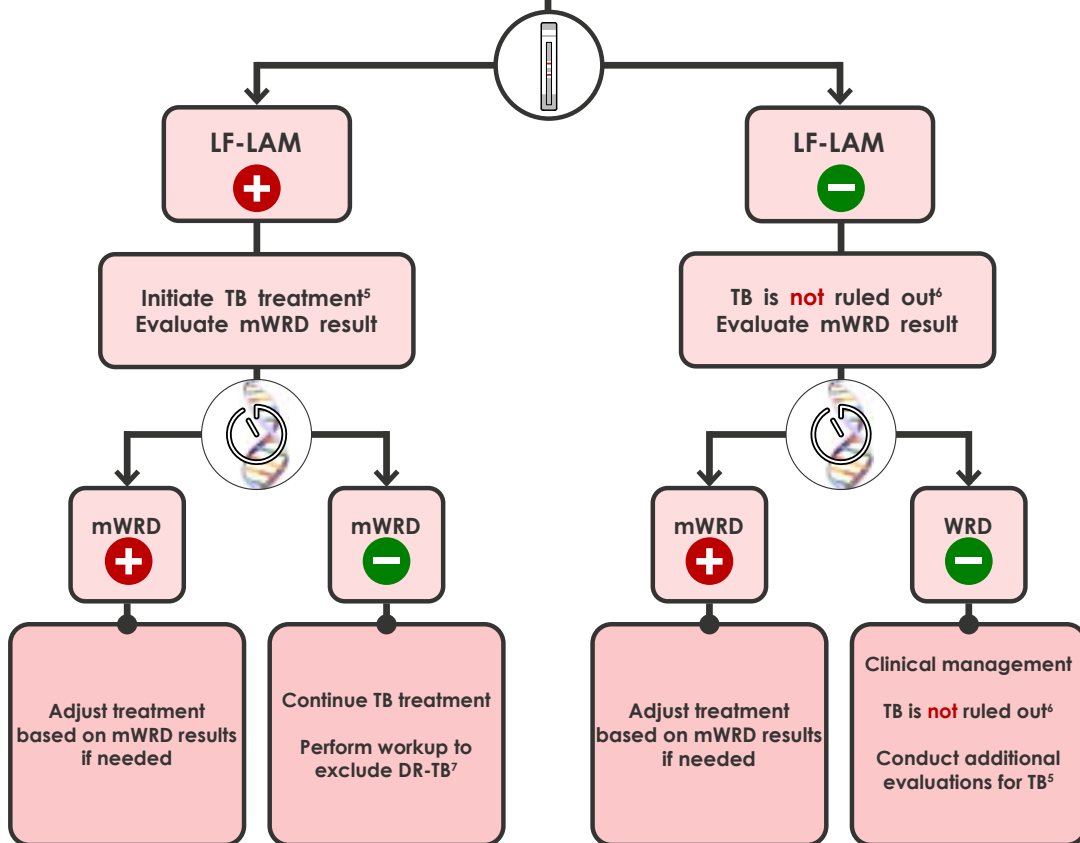 LF-LAM
LF-LAM
Initiate TB treatment⁵
Evaluate mWRD result
TB is not ruled out⁶
Evaluate mWRD result
mWRD
mWRD
mWRD
WRD
Adjust treatment
based on mWRD results
if needed
Continue TB treatment
Perform workup to
exclude DR-TB⁷
Adjust treatment
based on mWRD results
if needed
Clinical management
TB is not ruled out⁶
Conduct additional
evaluations for TB⁵